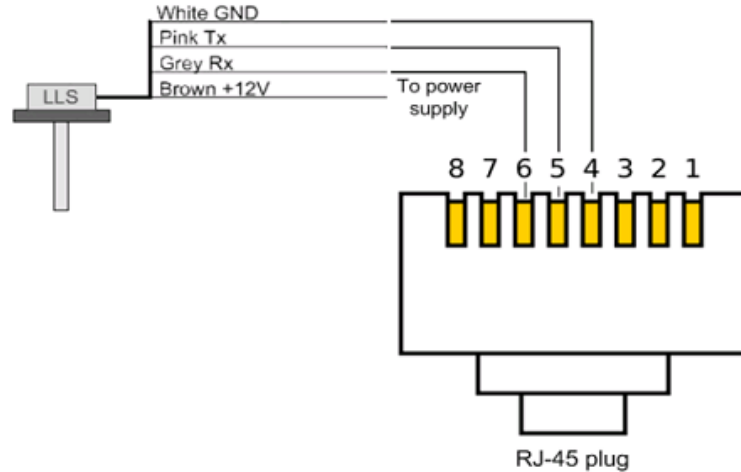 White GND
Pink Tx
Grey Rx
Brown +12V
LLS
To power
supply
8 7 6 5 4 3 2 1
RJ-45 plug